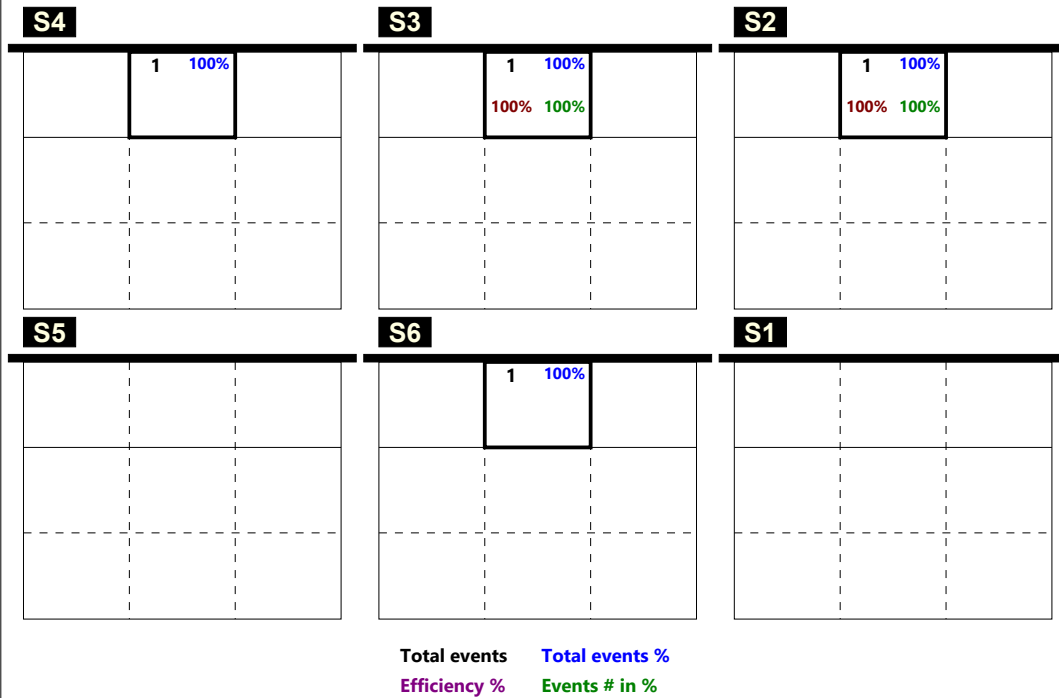 S4 S3 S2
1 100% 1 100% 1 100%
100% 100% 100% 100%
S5 S6 S1
1 100%
Total events Total events %
Efficiency % Events # in %